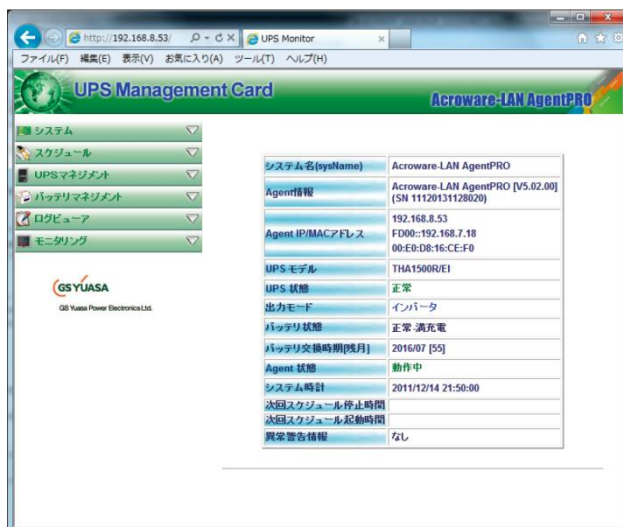 http://192.168.8.53/
UPS Monitor
ファイル(F) 編集(E) 表示(V) お気に入り(A) ツール(T) ヘルプ(H)
UPS Management Card
Acroware-LAN AgentPRO
システム
スケジュール
UPSマネジメント
バッテリマネジメント
ログビューア
モニタリング
GSYUASA
GS Yuasa Power Electronics Ltd.
システム名(sysName) Acroware-LAN AgentPRO
Agent情報 Acroware-LAN AgentPRO [V5.02.00]
(SN 11120131128020)
Agent IP/MACアドレス 192.168.8.53
FD00::192.168.7.18
00:E0:D8:16:CE:F0
UPS モデル THA1500R/EI
UPS 状態 正常
出力モード インバータ
バッテリ状態 正常-満充電
バッテリ交換時期[残月] 2016/07 [55]
Agent 状態 動作中
システム時計 2011/12/14 21:50:00
次回スケジュール停止時間
次回スケジュール起動時間
異常警告情報 なし